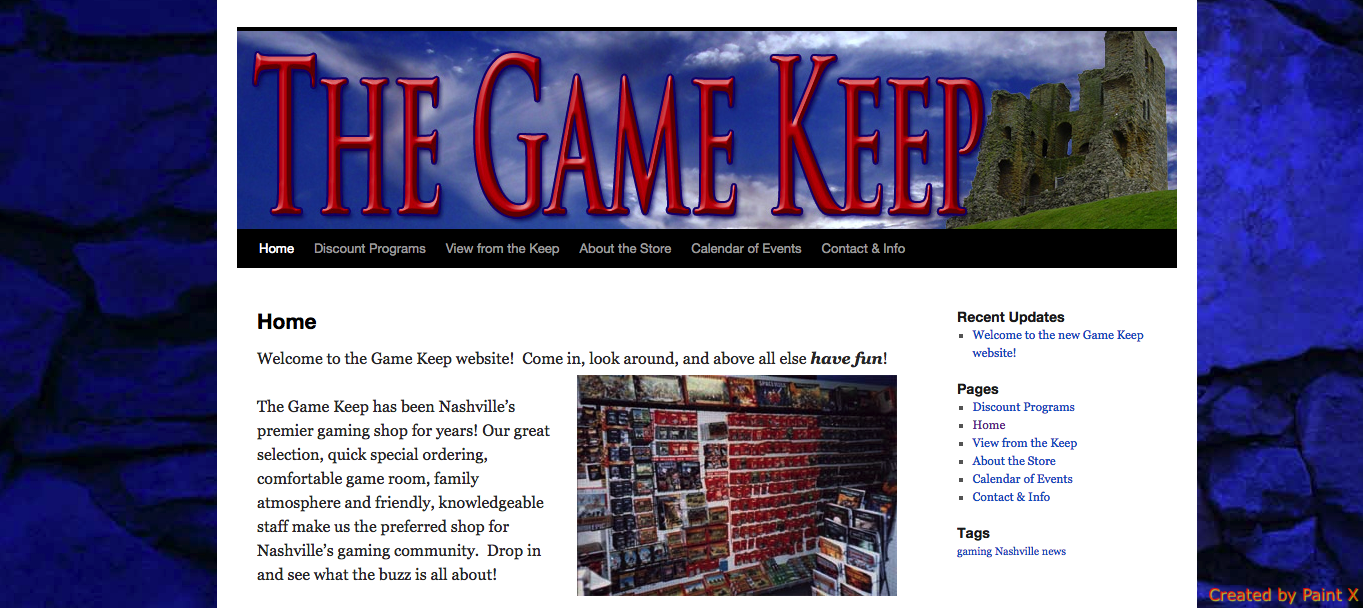 THE GAME KEEP
Home Discount Programs View from the Keep About the Store Calendar of Events Contact & Info
Home
Welcome to the Game Keep website!  Come in, look around, and above all else have fun!
The Game Keep has been Nashville’s
premier gaming shop for years! Our great
selection, quick special ordering,
comfortable game room, family
atmosphere and friendly, knowledgeable
staff make us the preferred shop for
Nashville’s gaming community.  Drop in
and see what the buzz is all about!
Recent Updates
Welcome to the new Game Keep
website!
Pages
Discount Programs
Home
View from the Keep
About the Store
Calendar of Events
Contact & Info
Tags
gaming Nashville news
Created by Paint X